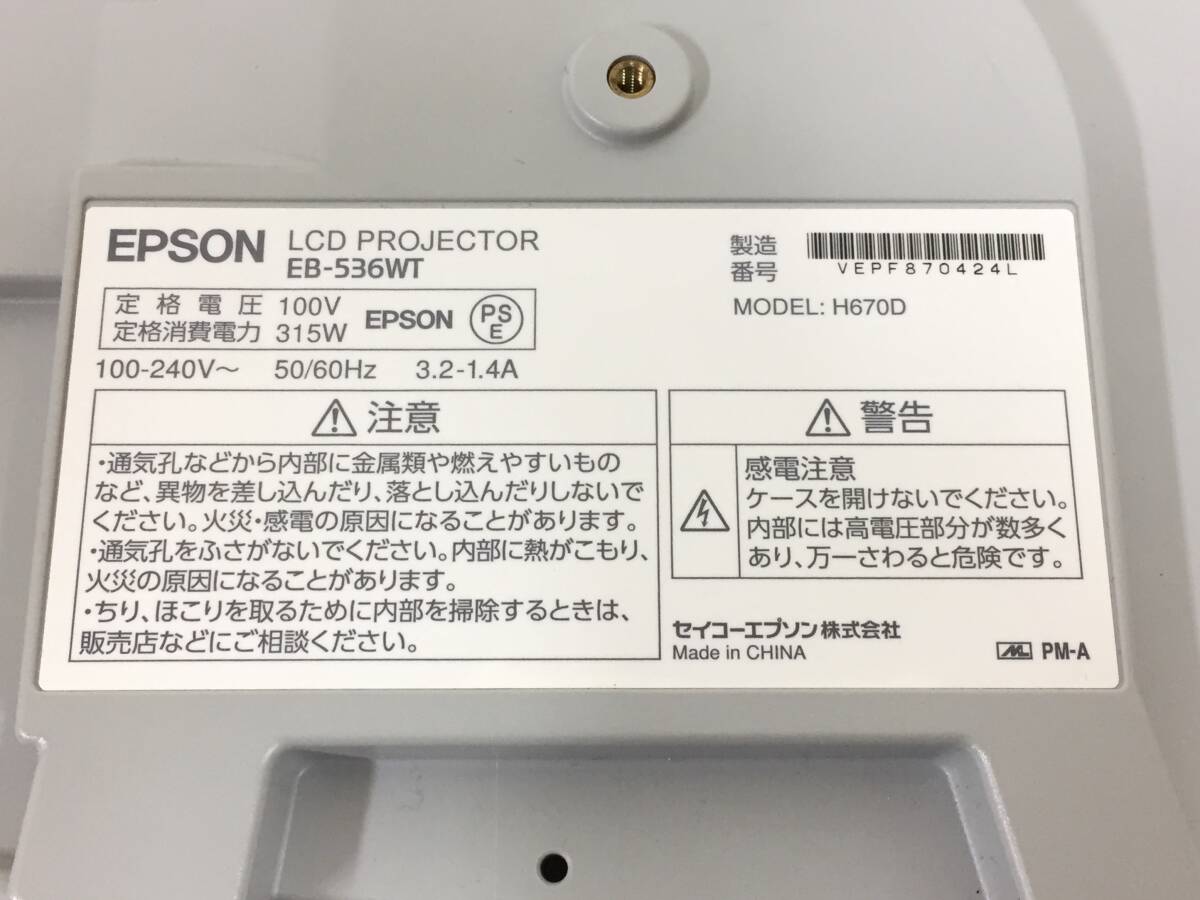 EPSON LCD PROJECTOR
EB-536WT
定格電圧 100V
定格消費電力 315W
EPSON
PS
E
100-240V～ 50/60Hz 3.2-1.4A
製造
番号
VEPF870424L
MODEL: H670D
注意
・通気孔などから内部に金属類や燃えやすいもの
など、異物を差し込んだり、落とし込んだりしないで
ください。火災・感電の原因になることがあります。
・通気孔をふさがないでください。内部に熱がこもり、
火災の原因になることがあります。
・ちり、ほこりを取るために内部を掃除するときは、
販売店などにご相談ください。
警告
感電注意
ケースを開けないでください。
内部には高電圧部分が数多く
あり、万一さわると危険です。
セイコーエプソン株式会社
Made in CHINA
PM-A